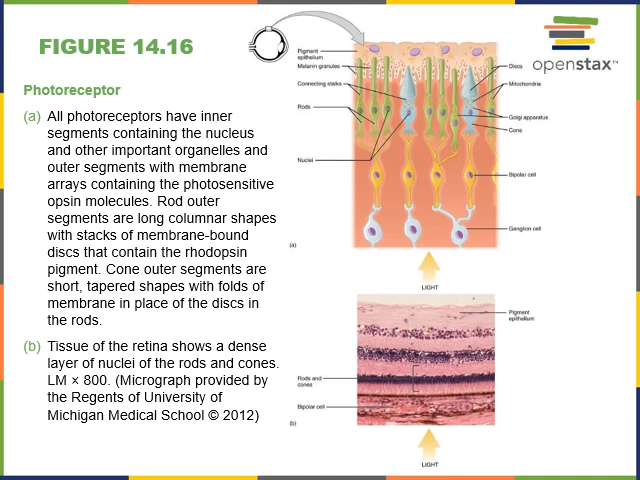 FIGURE 14.16
openstax™
Photoreceptor
(a) All photoreceptors have inner
segments containing the nucleus
and other important organelles and
outer segments with membrane
arrays containing the photosensitive
opsin molecules. Rod outer
segments are long columnar shapes
with stacks of membrane-bound
discs that contain the rhodopsin
pigment. Cone outer segments are
short, tapered shapes with folds of
membrane in place of the discs in
the rods.
(b) Tissue of the retina shows a dense
layer of nuclei of the rods and cones.
LM × 800. (Micrograph provided by
the Regents of University of
Michigan Medical School © 2012)
Pigment
epithelium
Melanin granules
Connecting stalks
Rods
Nuclei
(a)
Discs
Mitochondria
Golgi apparatus
Cone
Bipolar cell
Ganglion cell
LIGHT
Pigment
epithelium
Rods and
cones
Bipolar cell
(b)
LIGHT